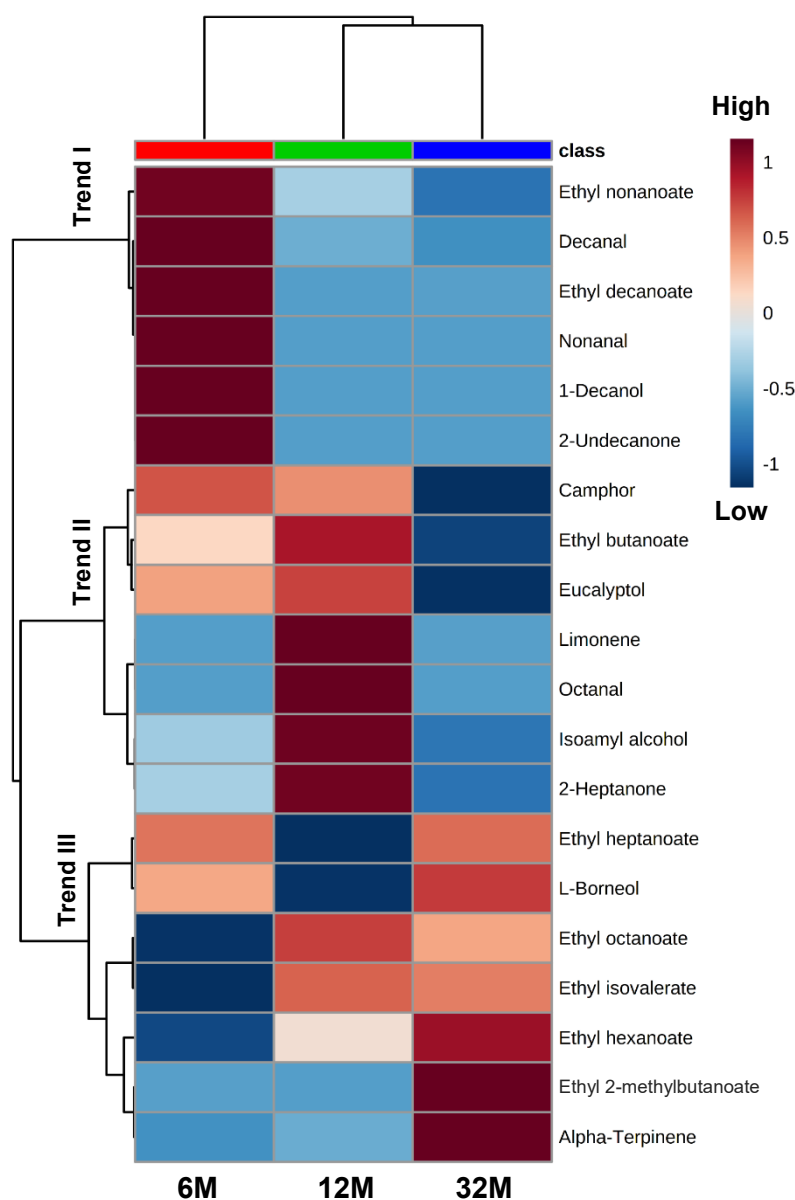 High
class
1
0.5
0
-0.5
-1
Low
Trend I
Ethyl nonanoate
Decanal
Ethyl decanoate
Nonanal
1-Decanol
2-Undecanone
Trend II
Camphor
Ethyl butanoate
Eucalyptol
Limonene
Octanal
Isoamyl alcohol
2-Heptanone
Trend III
Ethyl heptanoate
L-Borneol
Ethyl octanoate
Ethyl isovalerate
Ethyl hexanoate
Ethyl 2-methylbutanoate
Alpha-Terpinene
6M 12M 32M